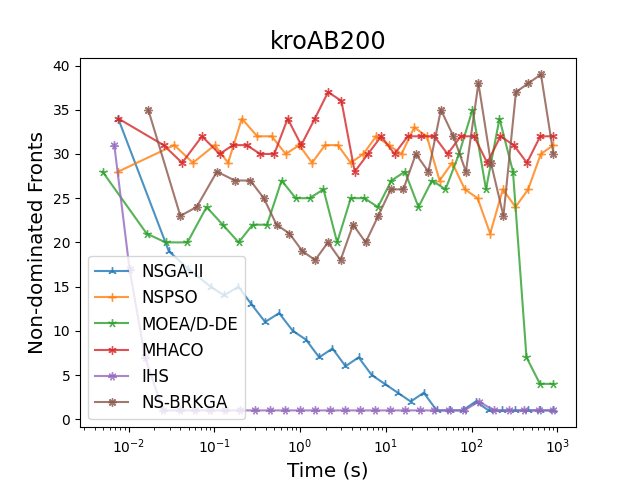 kroAB200
Non-dominated Fronts
40
35
30
25
20
15
10
5
0
NSGA-II
NSPSO
MOEA/D-DE
MHACO
IHS
NS-BRKGA
10⁻² 10⁻¹ 10⁰ 10¹ 10² 10³
Time (s)